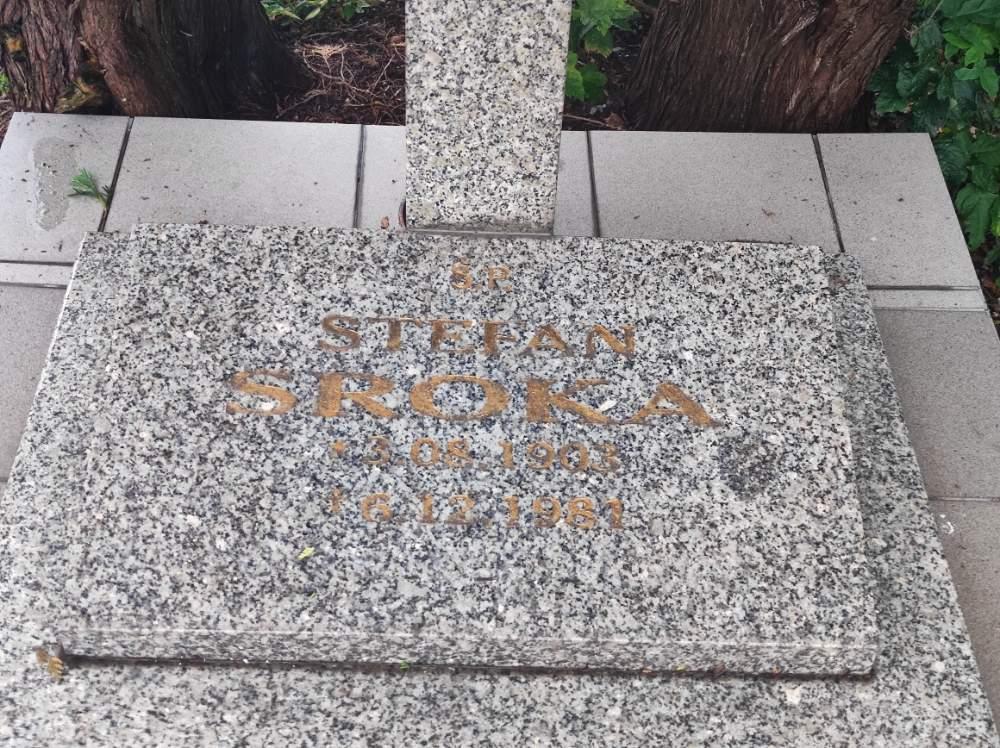 Ś.P.
STEFAN
SROKA
* 3.08.1903
† 6.12.1981